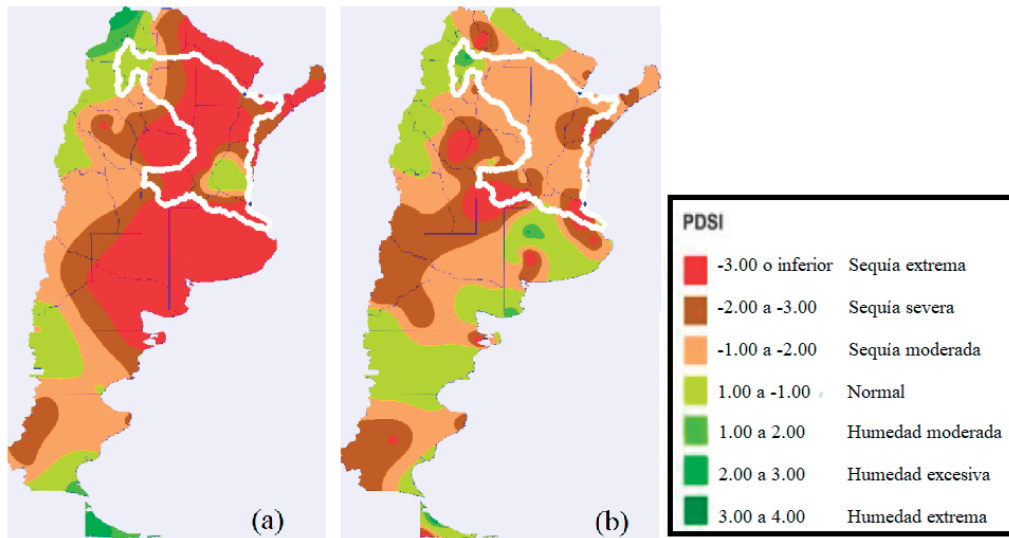 (a)
(b)
PDSI
-3.00 o inferior Sequía extrema
-2.00 a -3.00 Sequía severa
-1.00 a -2.00 Sequía moderada
1.00 a -1.00 Normal
1.00 a 2.00 Humedad moderada
2.00 a 3.00 Humedad excesiva
3.00 a 4.00 Humedad extrema